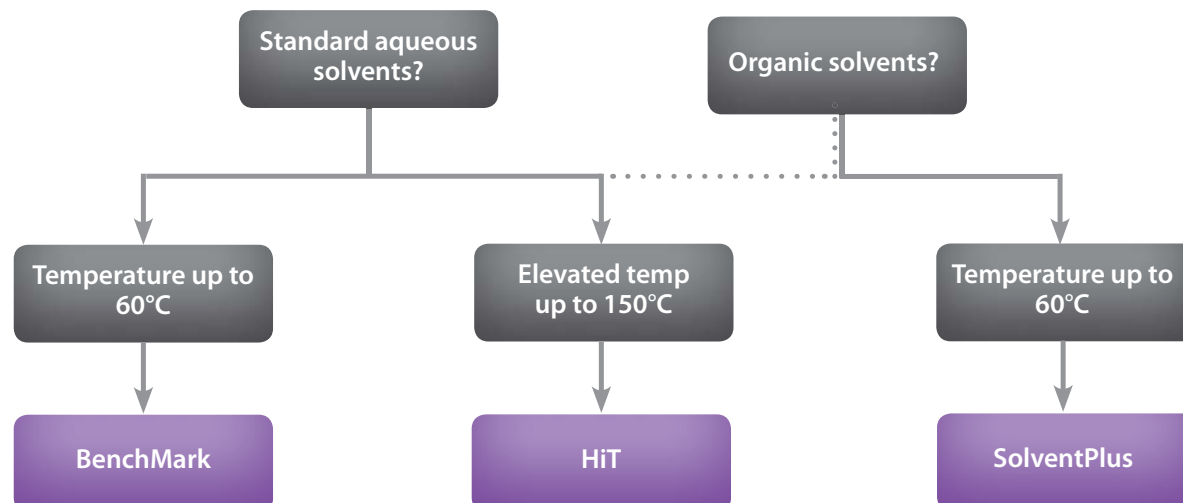 Standard aqueous
solvents?
Organic solvents?
Temperature up to
60°C
Elevated temp
up to 150°C
Temperature up to
60°C
BenchMark
HiT
SolventPlus